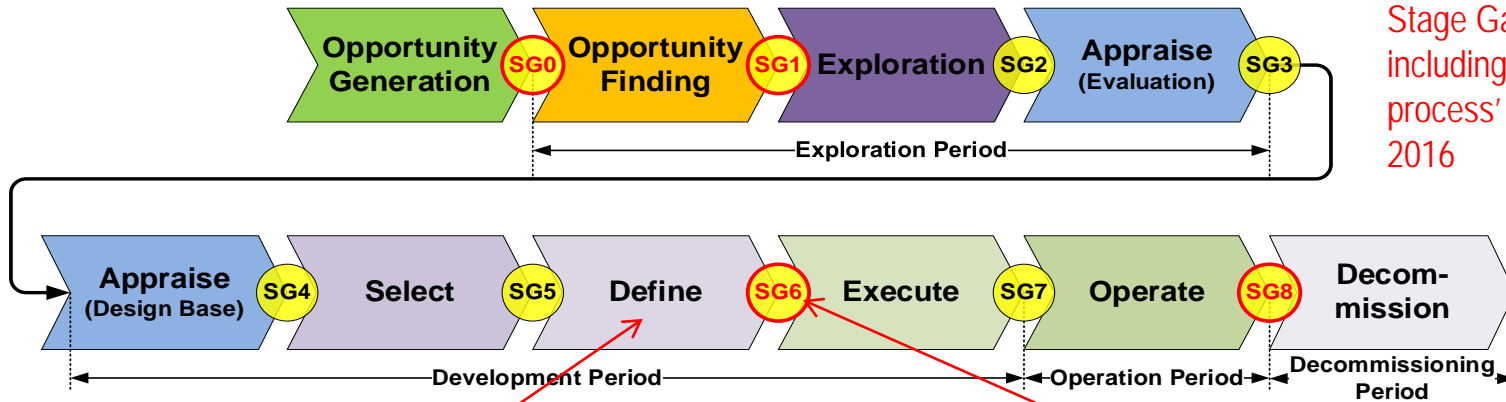 Opportunity
Generation
SG0
Opportunity
Finding
SG1
Exploration
SG2
Appraise
(Evaluation)
SG3
Stage Ga
including
process'
2016
Exploration Period
Appraise
(Design Base)
SG4
Select
SG5
Define
SG6
Execute
SG7
Operate
SG8
Decom-
mission
Development Period
Operation Period
Decommissioning
Period